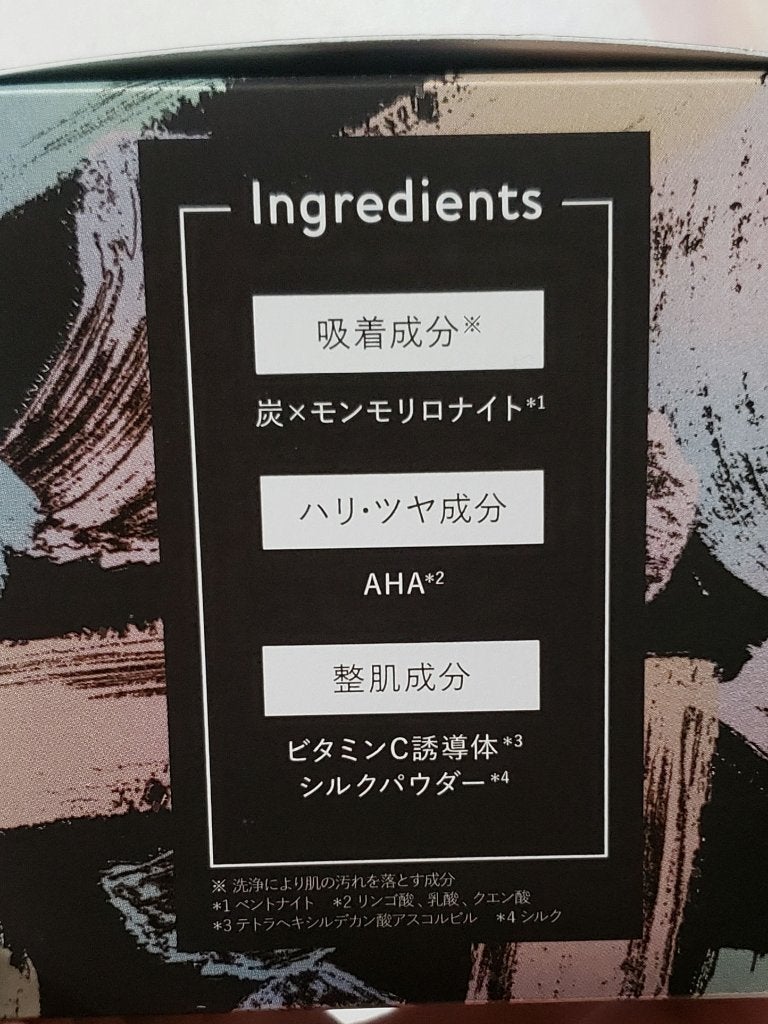 Ingredients
吸着成分※
炭×モンモリロナイト*1
ハリ・ツヤ成分
AHA*2
整肌成分
ビタミンC誘導体*3
シルクパウダー*4
※ 洗浄により肌の汚れを落とす成分
*1 ベントナイト *2 リンゴ酸、乳酸、クエン酸
*3 テトラヘキシルデカン酸アスコルビル *4 シルク